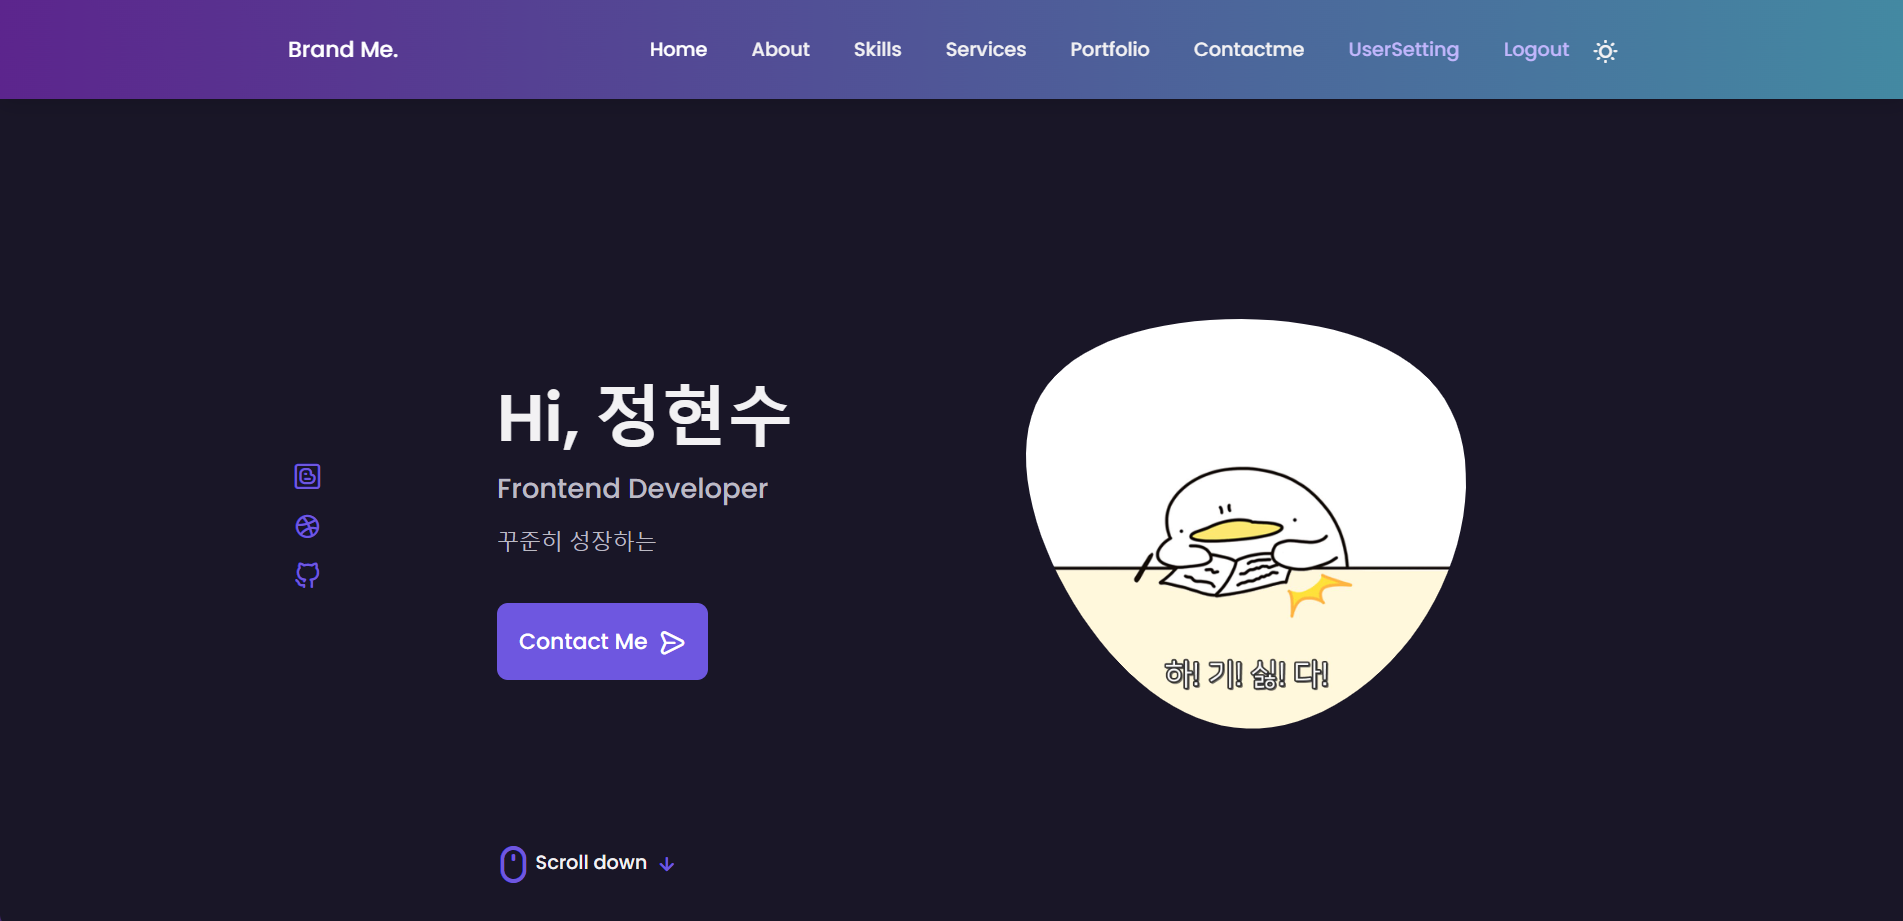 Brand Me.
Home About Skills Services Portfolio Contactme UserSetting Logout
Hi, 정현수
Frontend Developer
꾸준히 성장하는
Contact Me
하! 기! 싫! 다!
Scroll down